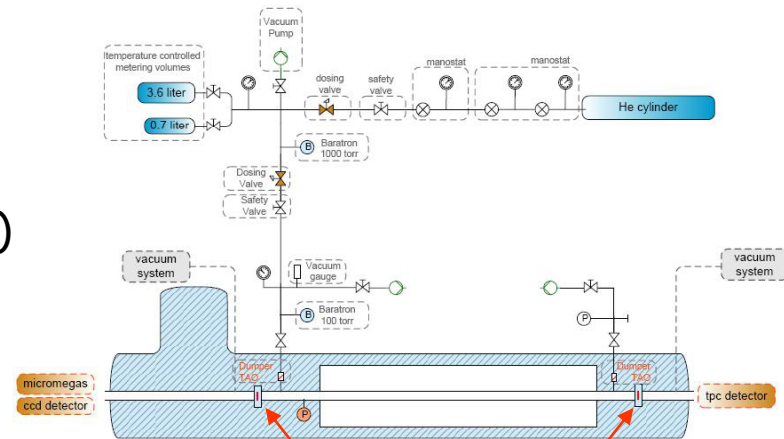 Vacuum
Pump
temperature controlled
metering volumes
3.6 liter
0.7 liter
dosing
valve
safety
valve
manostat
manostat
He cylinder
B
Baratron
1000 torr
Dosing
Valve
Safety
Valve
vacuum
system
Vacuum
gauge
vacuum
system
B
Baratron
100 torr
P
Dumper
TAO
Dumper
TAO
micromegas
ccd detector
P
tpc detector